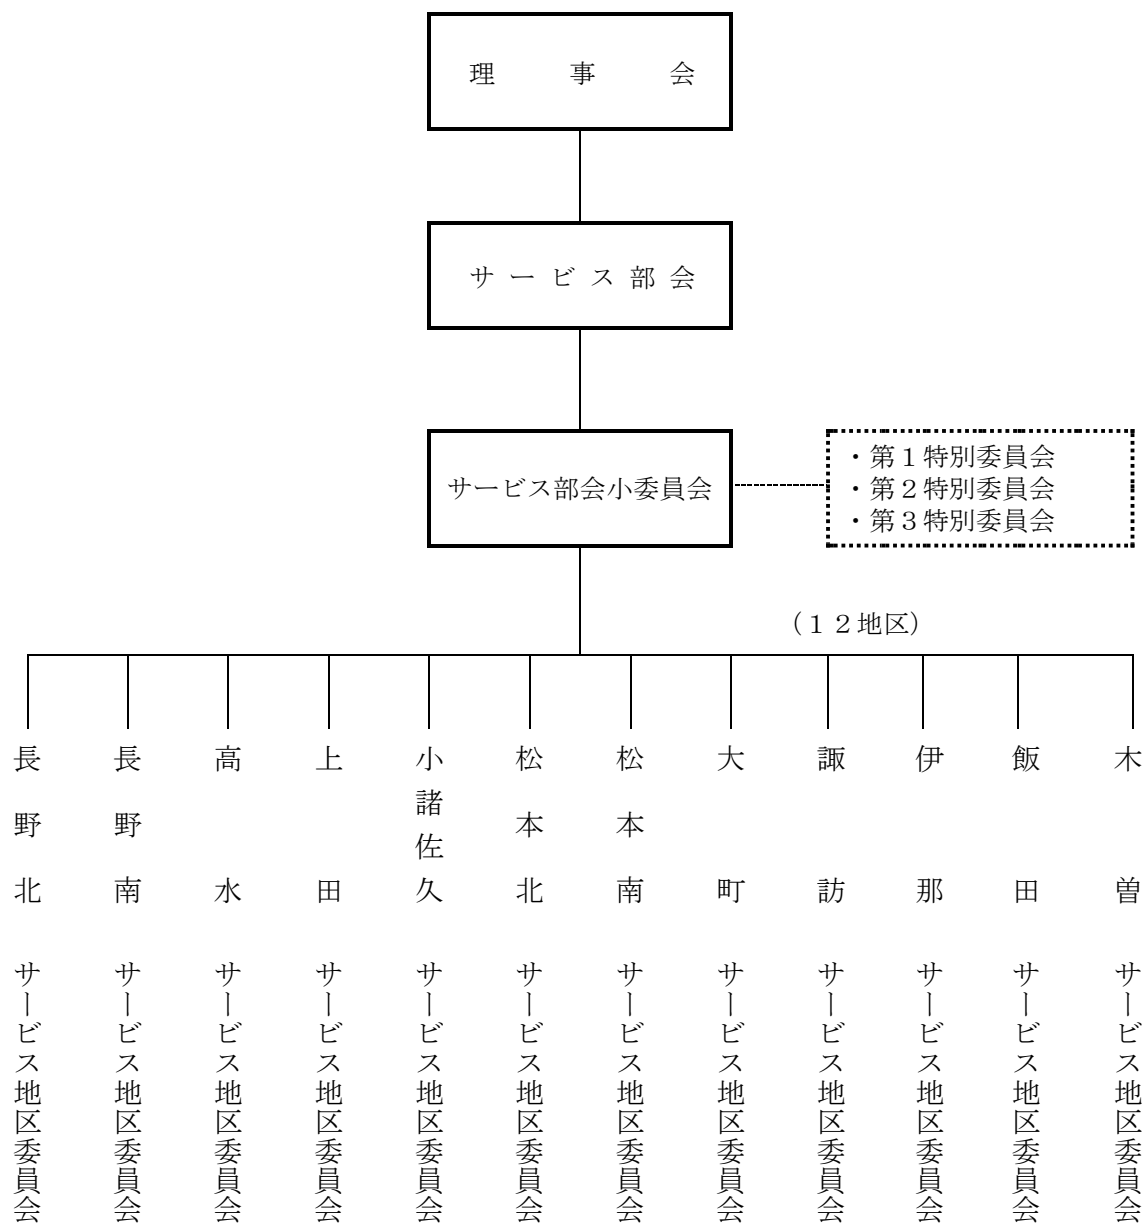 理事会
サービス部会
サービス部会小委員会
・第１特別委員会
・第２特別委員会
・第３特別委員会
（１２地区）
長野北サービス地区委員会
長野南サービス地区委員会
高水サービス地区委員会
上田サービス地区委員会
小諸佐久サービス地区委員会
松本北サービス地区委員会
松本南サービス地区委員会
大町サービス地区委員会
諏訪サービス地区委員会
伊那サービス地区委員会
飯田サービス地区委員会
木曽サービス地区委員会